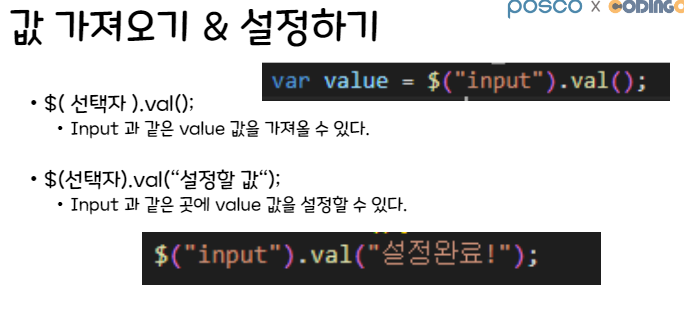 posco x CODINGO
값 가져오기 & 설정하기
var value = $("input").val();
• $( 선택자 ).val();
• Input 과 같은 value 값을 가져올 수 있다.
• $(선택자).val(“설정할 값“);
• Input 과 같은 곳에 value 값을 설정할 수 있다.
$("input").val("설정완료!");